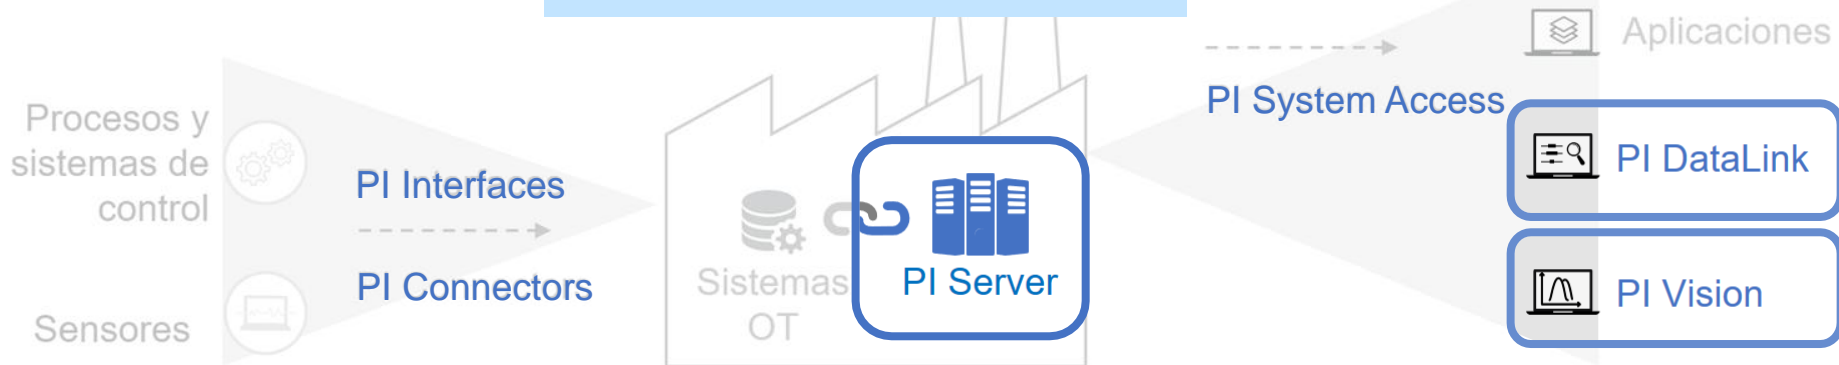 Procesos y
sistemas de
control
Sensores
PI Interfaces
PI Connectors
Sistemas
OT
PI Server
PI System Access
Aplicaciones
PI DataLink
PI Vision